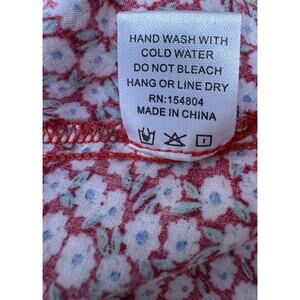 HAND WASH WITH
COLD WATER
DO NOT BLEACH
HANG OR LINE DRY
RN:154804
MADE IN CHINA